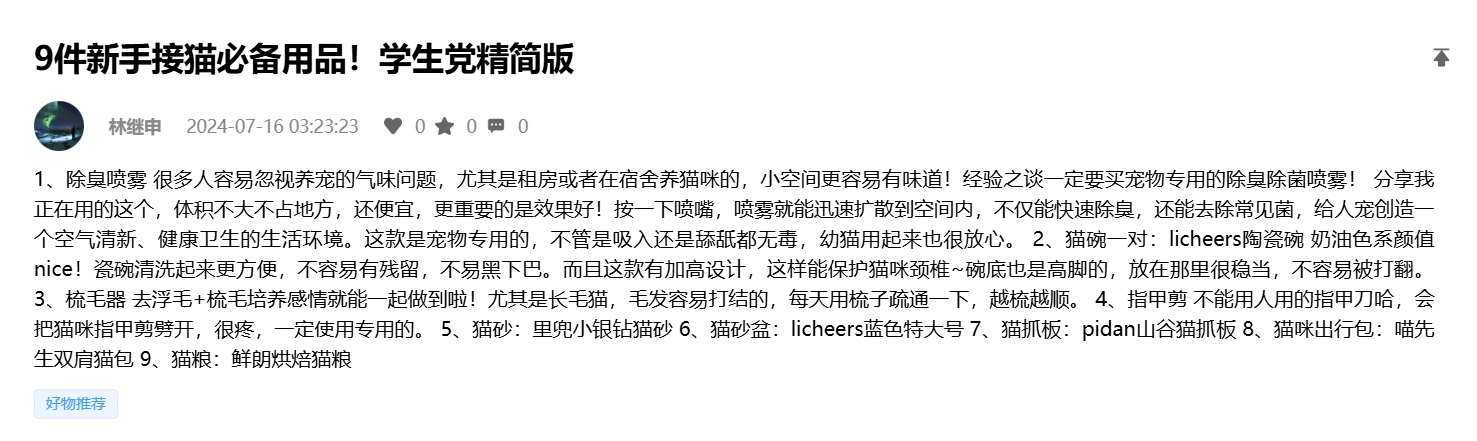 9件新手接猫必备用品！学生党精简版
林继申 2024-07-16 03:23:23 0 0 0
1、除臭喷雾 很多人容易忽视养宠的气味问题，尤其是租房或者在宿舍养猫咪的，小空间更容易有味道！经验之谈一定要买宠物专用的除臭除菌喷雾！ 分享我
正在用的这个，体积不大不占地方，还便宜，更重要的是效果好！按一下喷嘴，喷雾就能迅速扩散到空间内，不仅能快速除臭，还能去除常见菌，给人宠创造一
个空气清新、健康卫生的生活环境。这款是宠物专用的，不管是吸入还是舔舐都无毒，幼猫用起来也很放心。 2、猫碗一对：licheers陶瓷碗 奶油色系颜值
nice！瓷碗清洗起来更方便，不容易有残留，不易黑下巴。而且这款有加高设计，这样能保护猫咪颈椎~碗底也是高脚的，放在那里很稳当，不容易被打翻。
3、梳毛器 去浮毛+梳毛培养感情就能一起做到啦！尤其是长毛猫，毛发容易打结的，每天用梳子疏通一下，越梳越顺。 4、指甲剪 不能用人用的指甲刀哈，会
把猫咪指甲剪劈开，很疼，一定使用专用的。 5、猫砂：里兜小银钻猫砂 6、猫砂盆：licheers蓝色特大号 7、猫抓板：pidan山谷猫抓板 8、猫咪出行包：喵先
生双肩猫包 9、猫粮：鲜朗烘焙猫粮
好物推荐